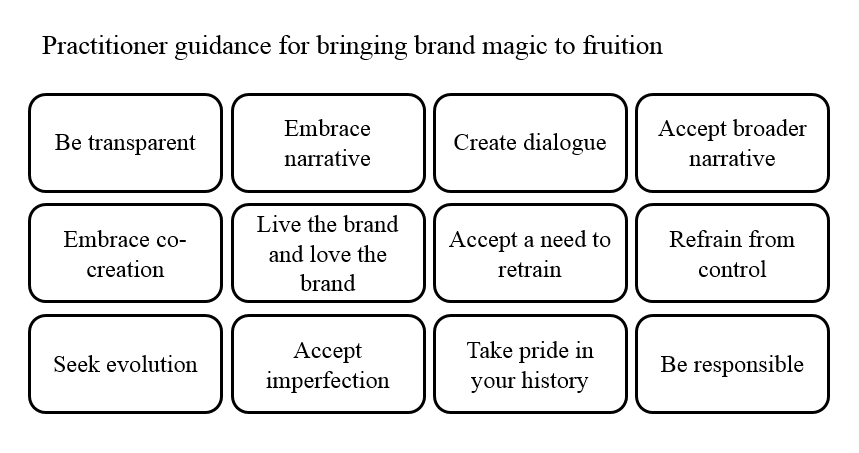 Practitioner guidance for bringing brand magic to fruition
Be transparent
Embrace
narrative
Create dialogue
Accept broader
narrative
Embrace co-
creation
Live the brand
and love the
brand
Accept a need to
retrain
Refrain from
control
Seek evolution
Accept
imperfection
Take pride in
your history
Be responsible